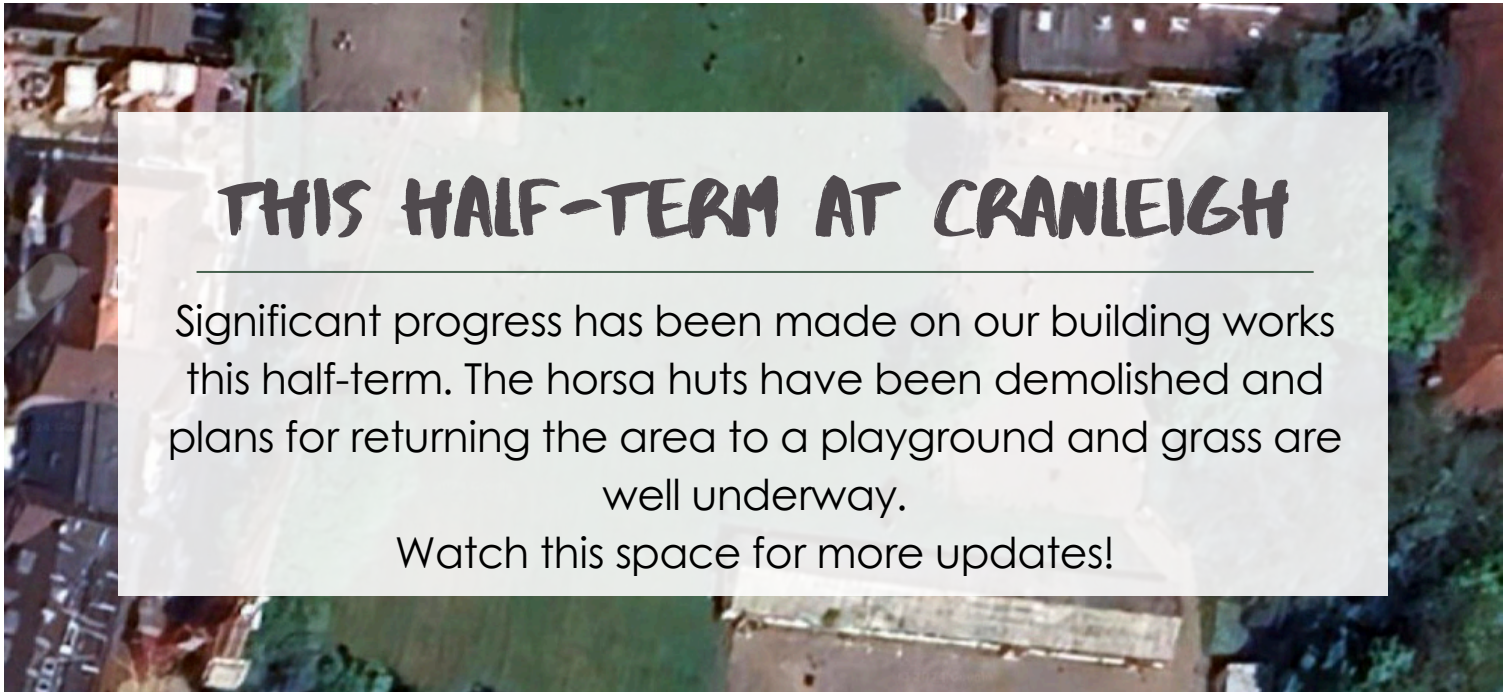 THIS HALF-TERM AT CRANLEIGH
Significant progress has been made on our building works
this half-term. The horsa huts have been demolished and
plans for returning the area to a playground and grass are
well underway.
Watch this space for more updates!